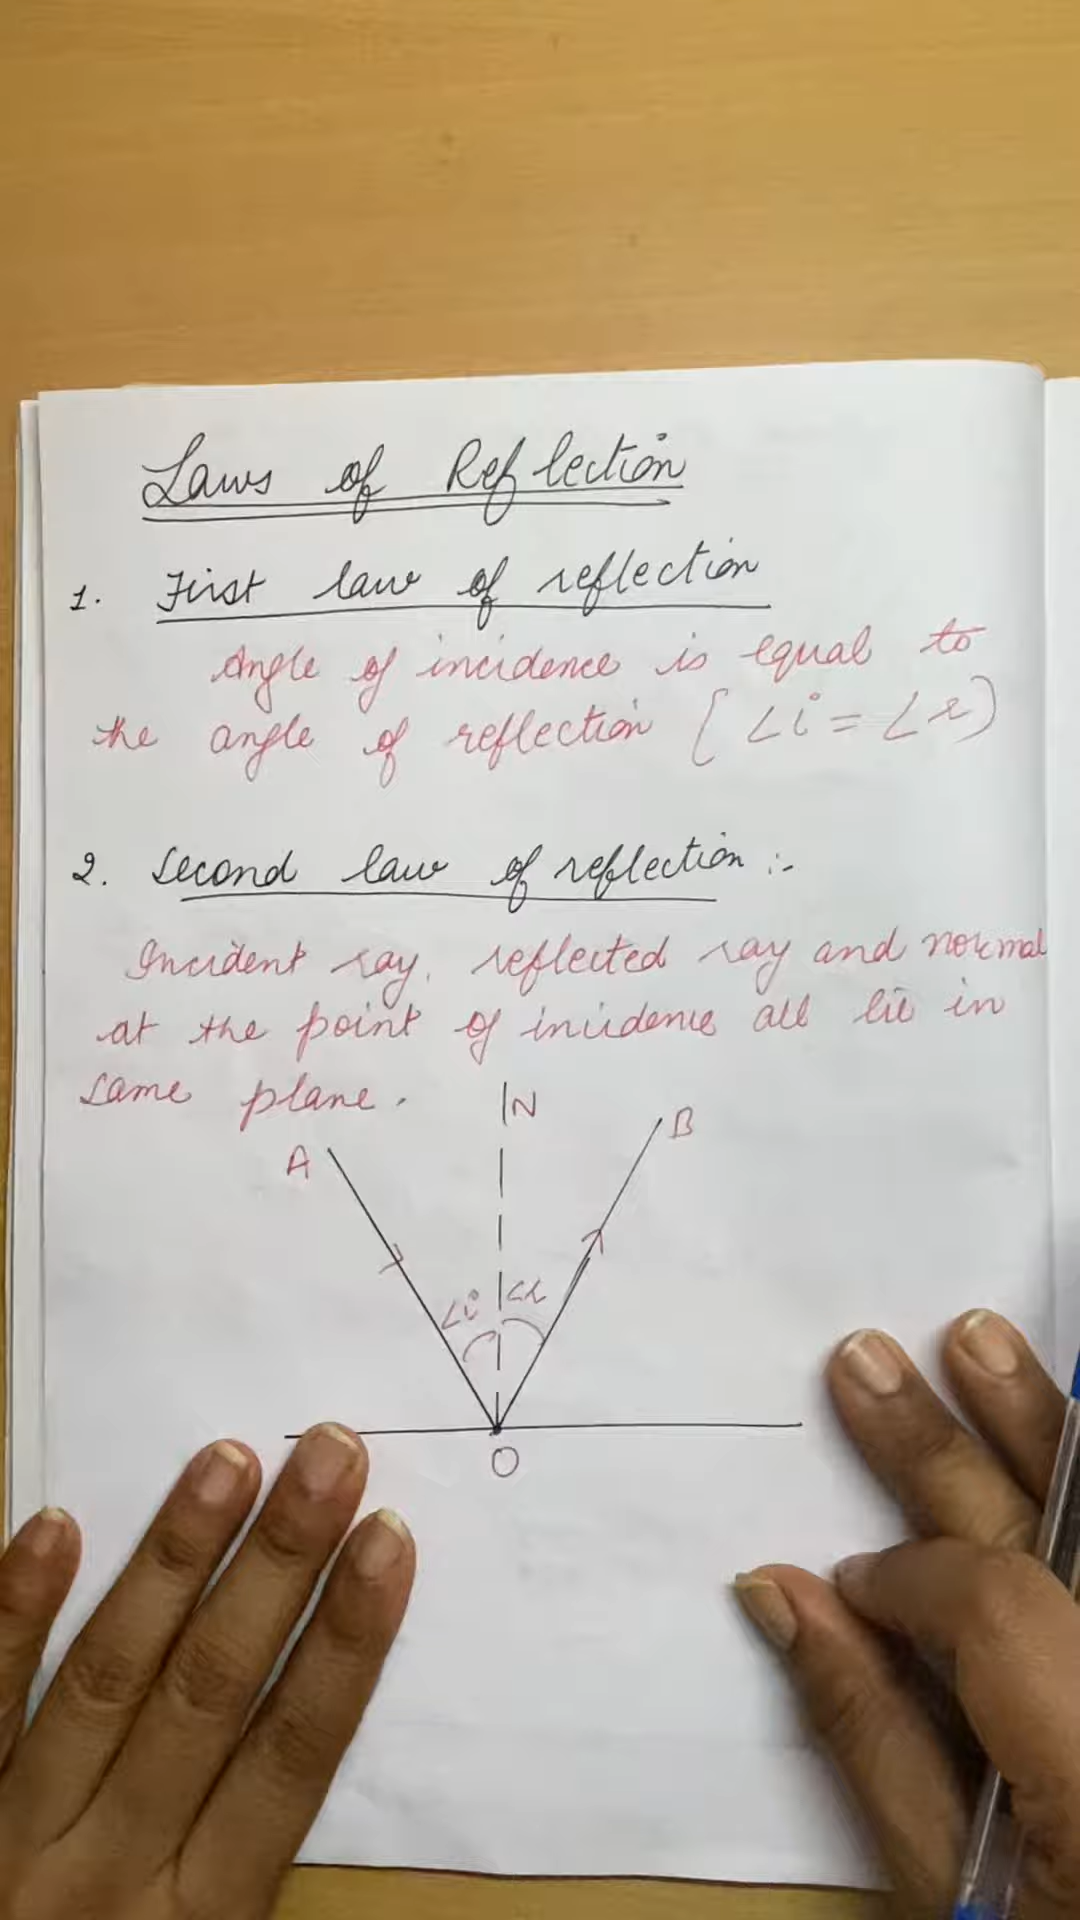 Laws of Reflection
1. First law of reflection
Angle of incidence is equal to
the angle of reflection (∠i = ∠r)
2. Second law of reflection :-
Incident ray, reflected ray and normal
at the point of incidence all lie in
same plane.
N
A
B
∠i ∠r
O